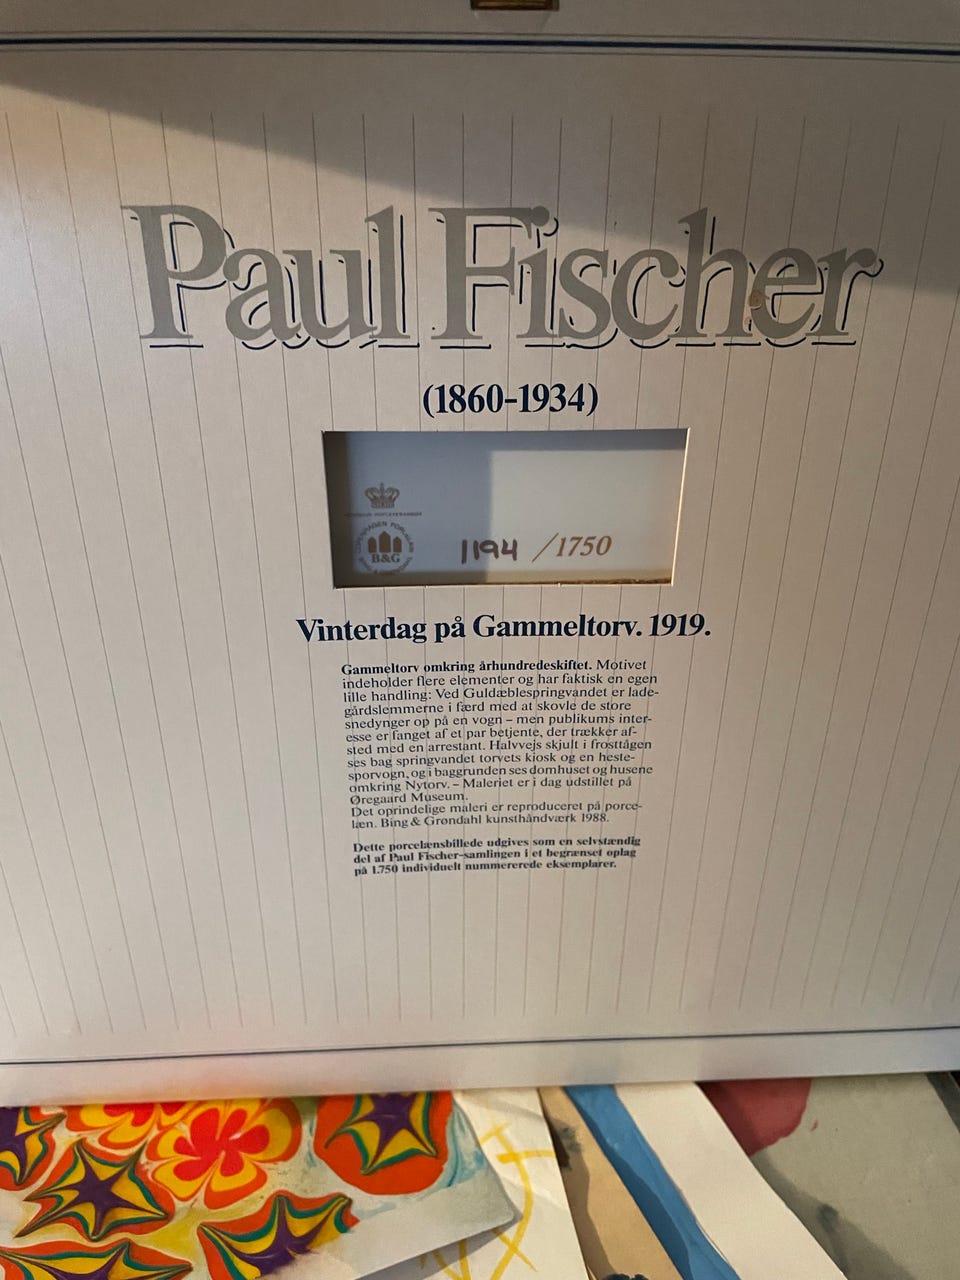 Paul Fischer
(1860-1934)
COPENHAGEN PORCELAIN
B&G
1194 /1750
Vinterdag på Gammeltorv. 1919.
Gammeltorv omkring århundredeskiftet. Motivet
indeholder flere elementer og har faktisk en egen
lille handling: Ved Guldæblespringvandet er lade-
gårdslemmerne i færd med at skovle de store
snedynger op på en vogn – men publikums inter-
esse er fanget af et par betjente, der trækker af-
sted med en arrestant. Halvvejs skjult i frosttågen
ses bag springvandet torvets kiosk og en heste-
sporvogn, og i baggrunden ses domhuset og husene
omkring Nytorv. – Maleriet er i dag udstillet på
Øregaard Museum.
Det oprindelige maleri er reproduceret på porce-
læn. Bing & Grøndahl kunsthåndværk 1988.
Dette porcelænsbillede udgives som en selvstændig
del af Paul Fischer-samlingen i et begrænset oplag
på 1.750 individuelt nummererede eksemplarer.